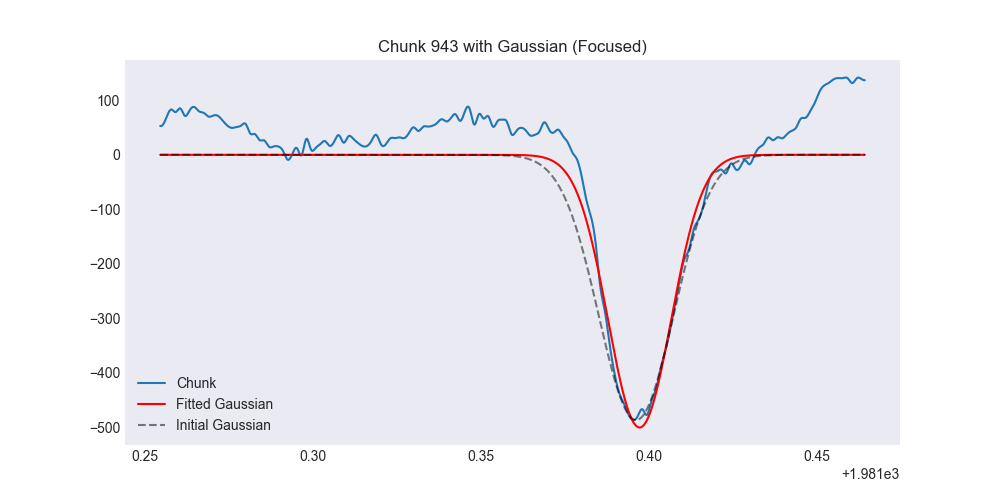 Chunk 943 with Gaussian (Focused)
100
0
−100
−200
−300
−400
−500
Chunk
Fitted Gaussian
Initial Gaussian
0.25 0.30 0.35 0.40 0.45
+1.981e3